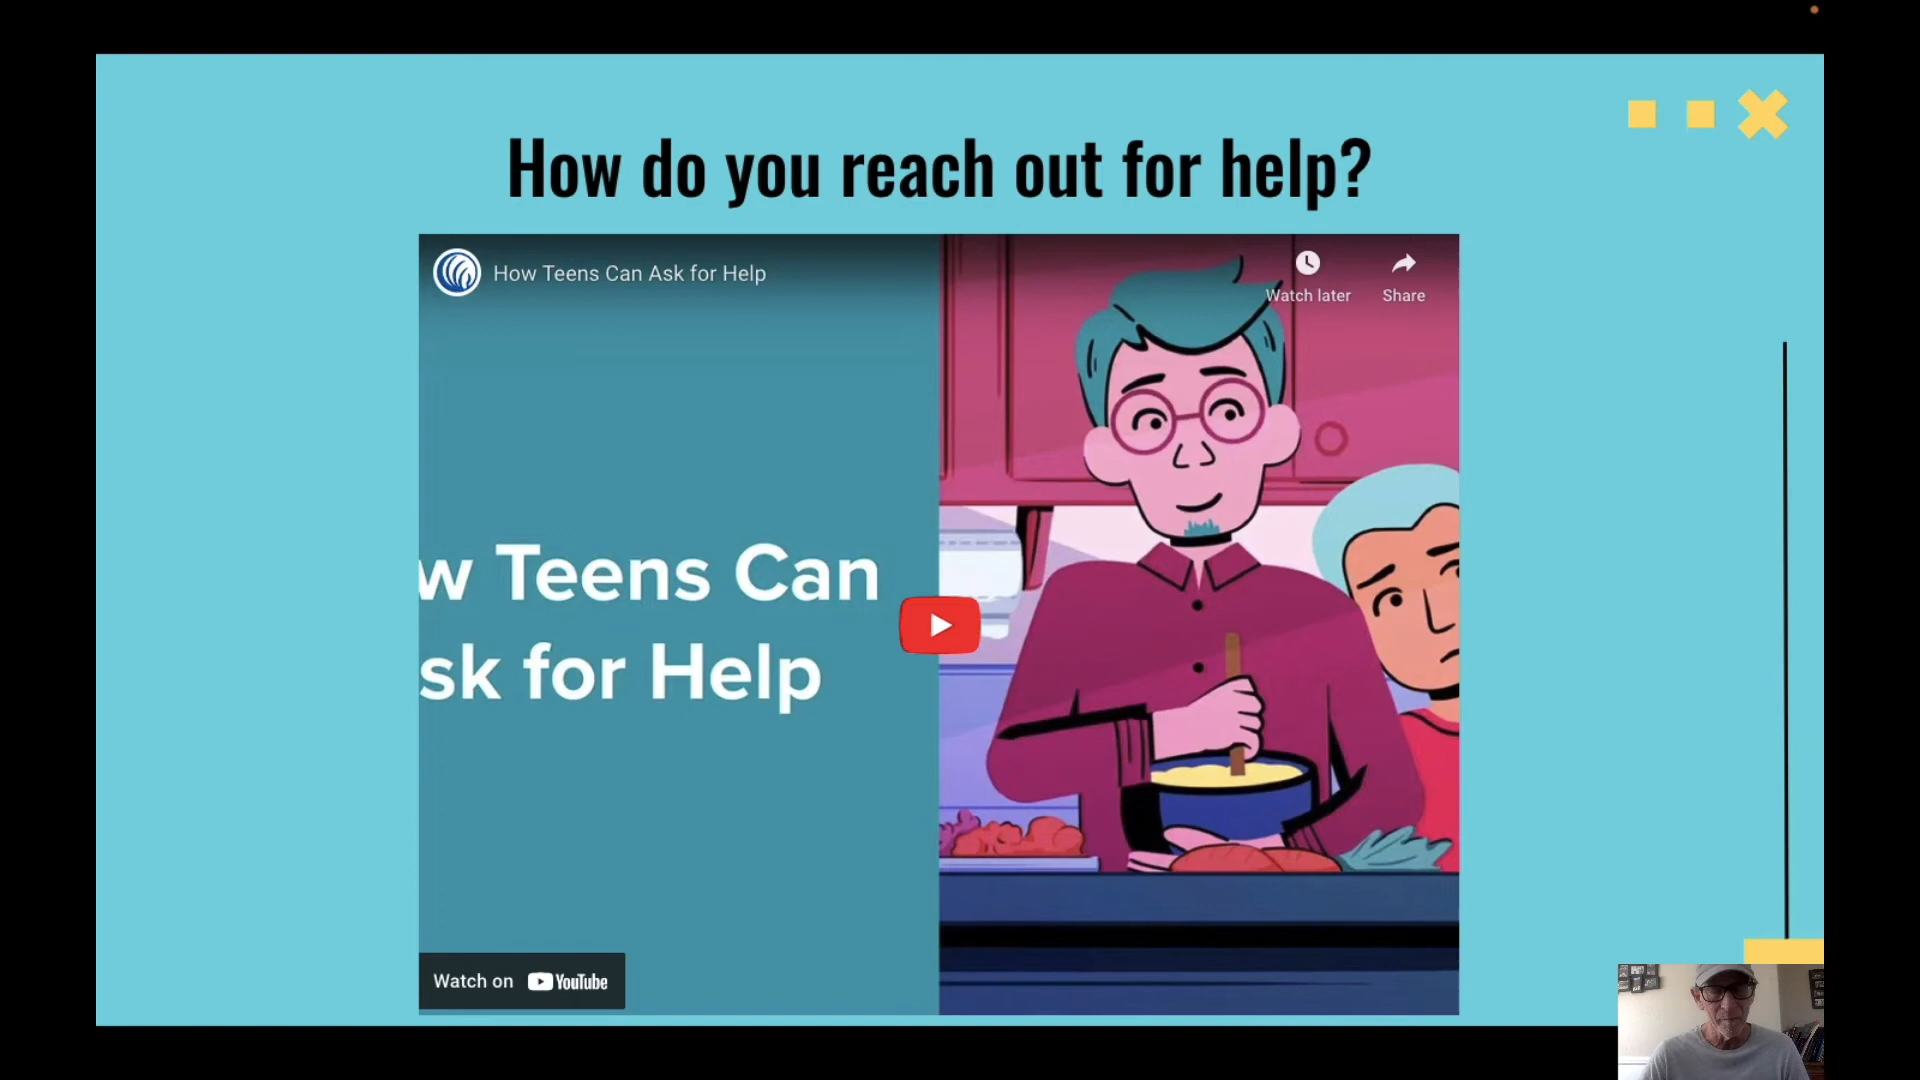 How do you reach out for help?
How Teens Can Ask for Help
Watch later
Share
w Teens Can
sk for Help
Watch on YouTube